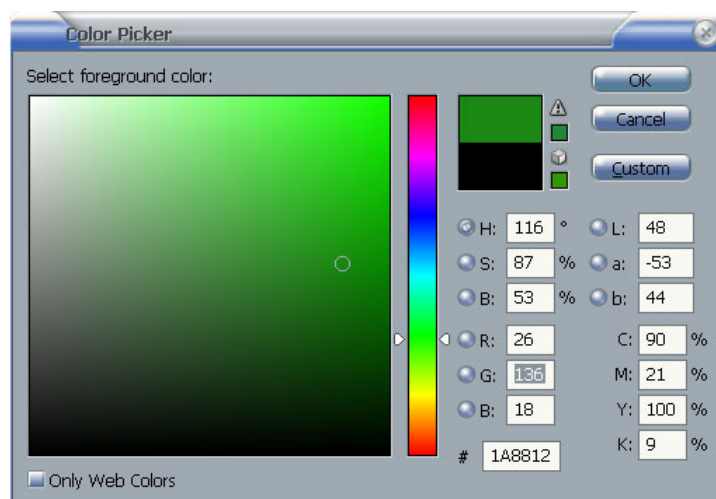 Color Picker
Select foreground color:
OK
Cancel
Custom
H: 116 ° L: 48
S: 87 % a: -53
B: 53 % b: 44
R: 26 C: 90 %
G: 136 M: 21 %
B: 18 Y: 100 %
# 1A8812 K: 9 %
Only Web Colors